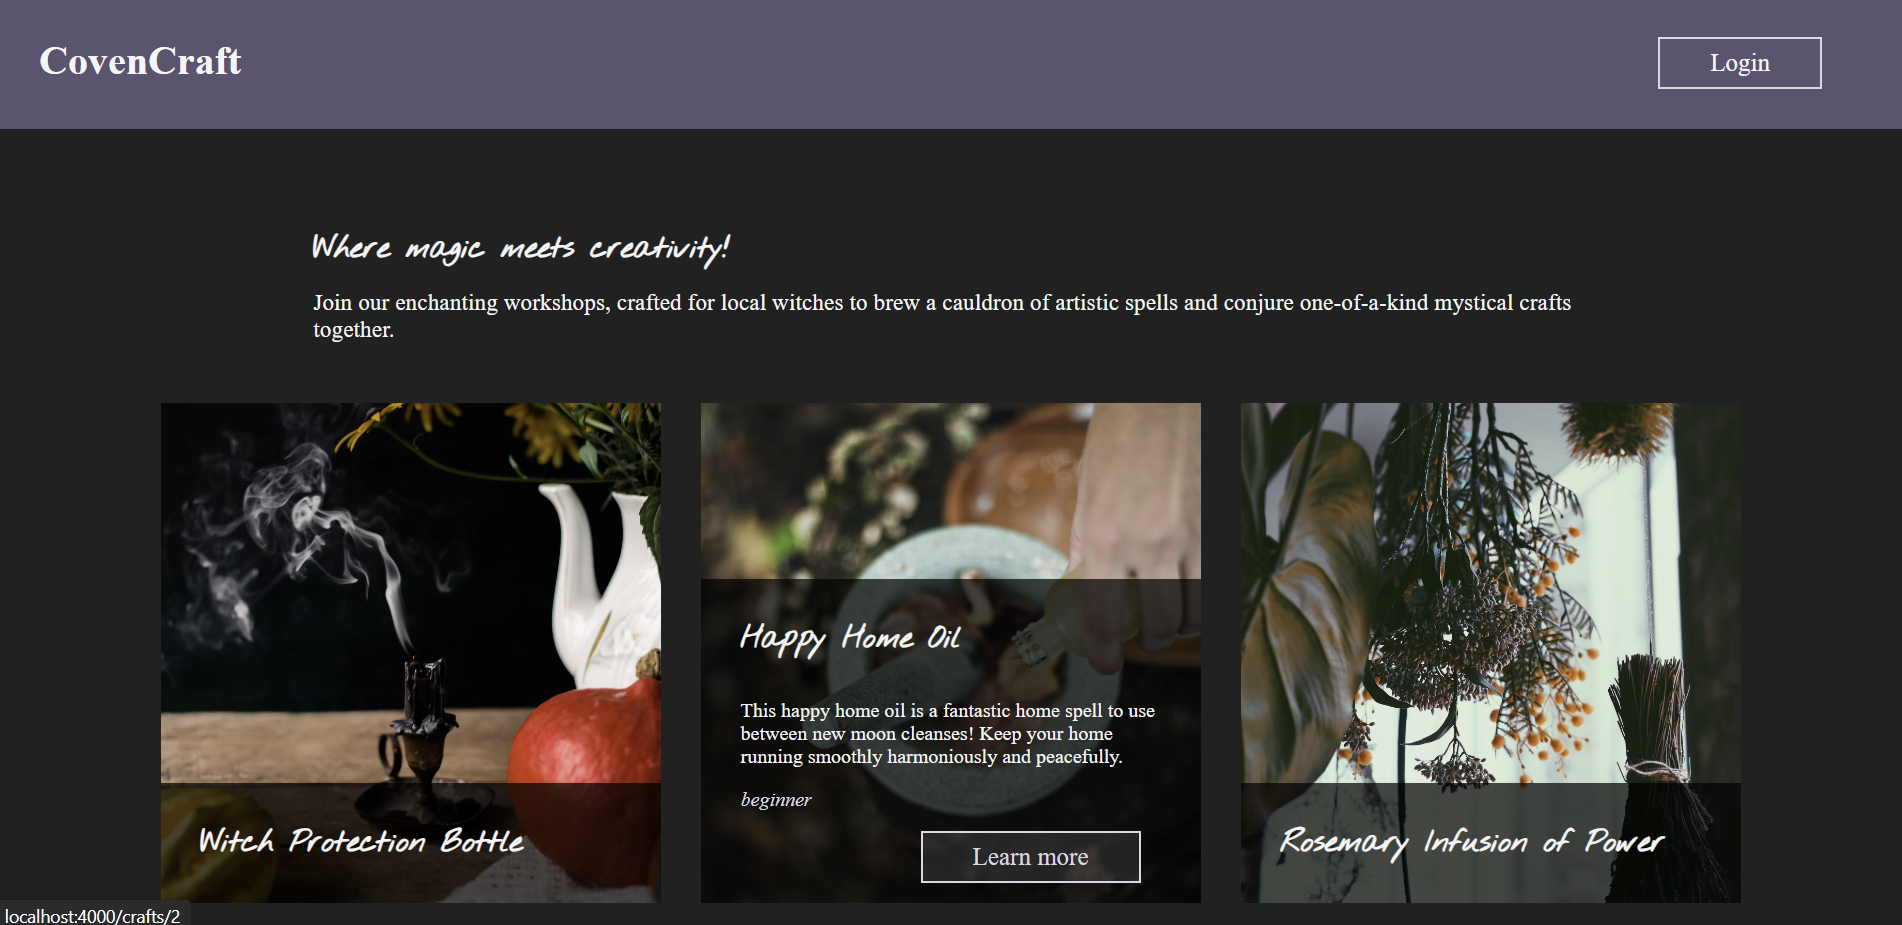 CovenCraft
Login
Where magic meets creativity!
Join our enchanting workshops, crafted for local witches to brew a cauldron of artistic spells and conjure one-of-a-kind mystical crafts
together.
Witch Protection Bottle
Happy Home Oil
This happy home oil is a fantastic home spell to use
between new moon cleanses! Keep your home
running smoothly harmoniously and peacefully.
beginner
Learn more
Rosemary Infusion of Power
localhost:4000/crafts/2